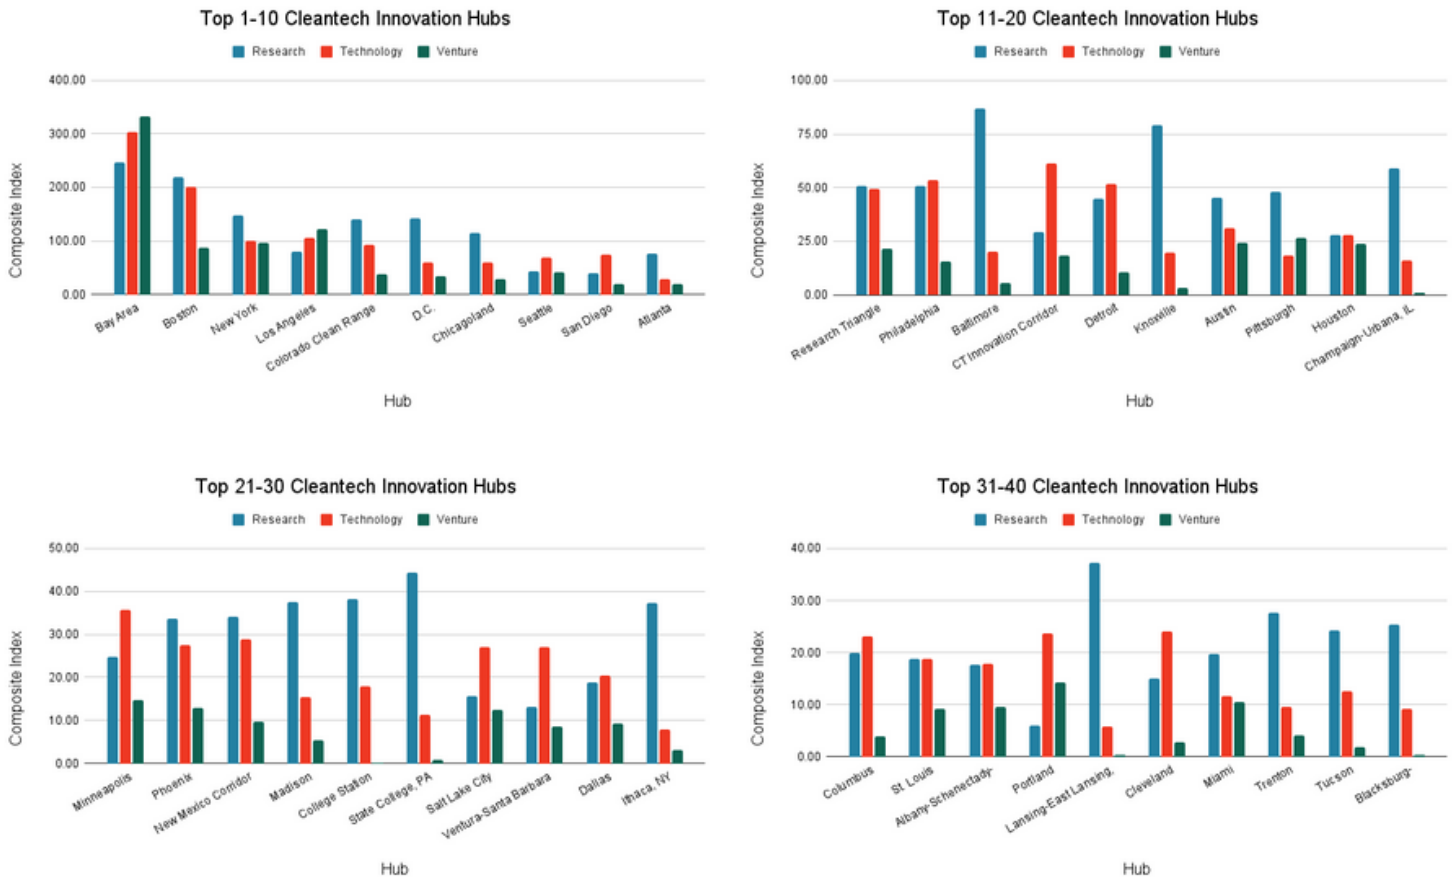 Top 1-10 Cleantech Innovation Hubs
Research Technology Venture
Composite Index
400.00
300.00
200.00
100.00
0.00
Bay Area
Boston
New York
Los Angeles
Colorado Clean Range
D.C.
Chicagoland
Seattle
San Diego
Atlanta
Hub
Top 11-20 Cleantech Innovation Hubs
Research Technology Venture
Composite Index
100.00
75.00
50.00
25.00
0.00
Research Triangle
Philadelphia
Baltimore
CT Innovation Corridor
Detroit
Knoxville
Austin
Pittsburgh
Houston
Champaign-Urbana, IL
Hub
Top 21-30 Cleantech Innovation Hubs
Research Technology Venture
Composite Index
50.00
40.00
30.00
20.00
10.00
0.00
Minneapolis
Phoenix
New Mexico Corridor
Madison
College Station
State College, PA
Salt Lake City
Ventura-Santa Barbara
Dallas
Ithaca, NY
Hub
Top 31-40 Cleantech Innovation Hubs
Research Technology Venture
Composite Index
40.00
30.00
20.00
10.00
0.00
Columbus
St. Louis
Albany-Schenectady-
Portland
Lansing-East Lansing,
Cleveland
Miami
Trenton
Tucson
Blacksburg-
Hub